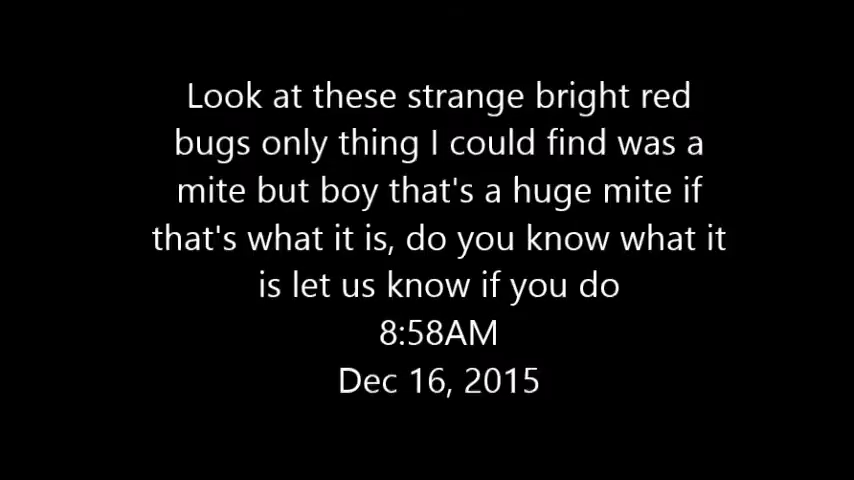 Look at these strange bright red
bugs only thing I could find was a
mite but boy that's a huge mite if
that's what it is, do you know what it
is let us know if you do
8:58AM
Dec 16, 2015